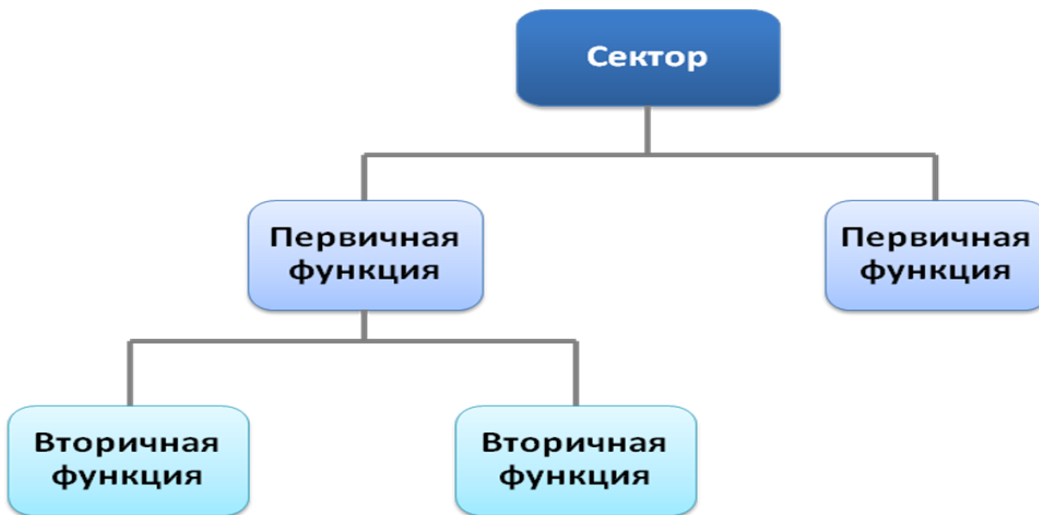 Сектор
Первичная
функция
Первичная
функция
Вторичная
функция
Вторичная
функция